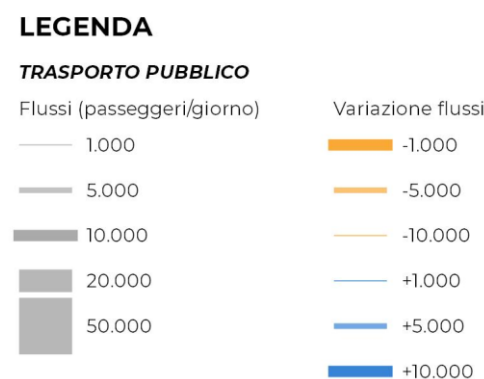 LEGENDA
TRASPORTO PUBBLICO
Flussi (passeggeri/giorno)
1.000
5.000
10.000
20.000
50.000
Variazione flussi
-1.000
-5.000
-10.000
+1.000
+5.000
+10.000